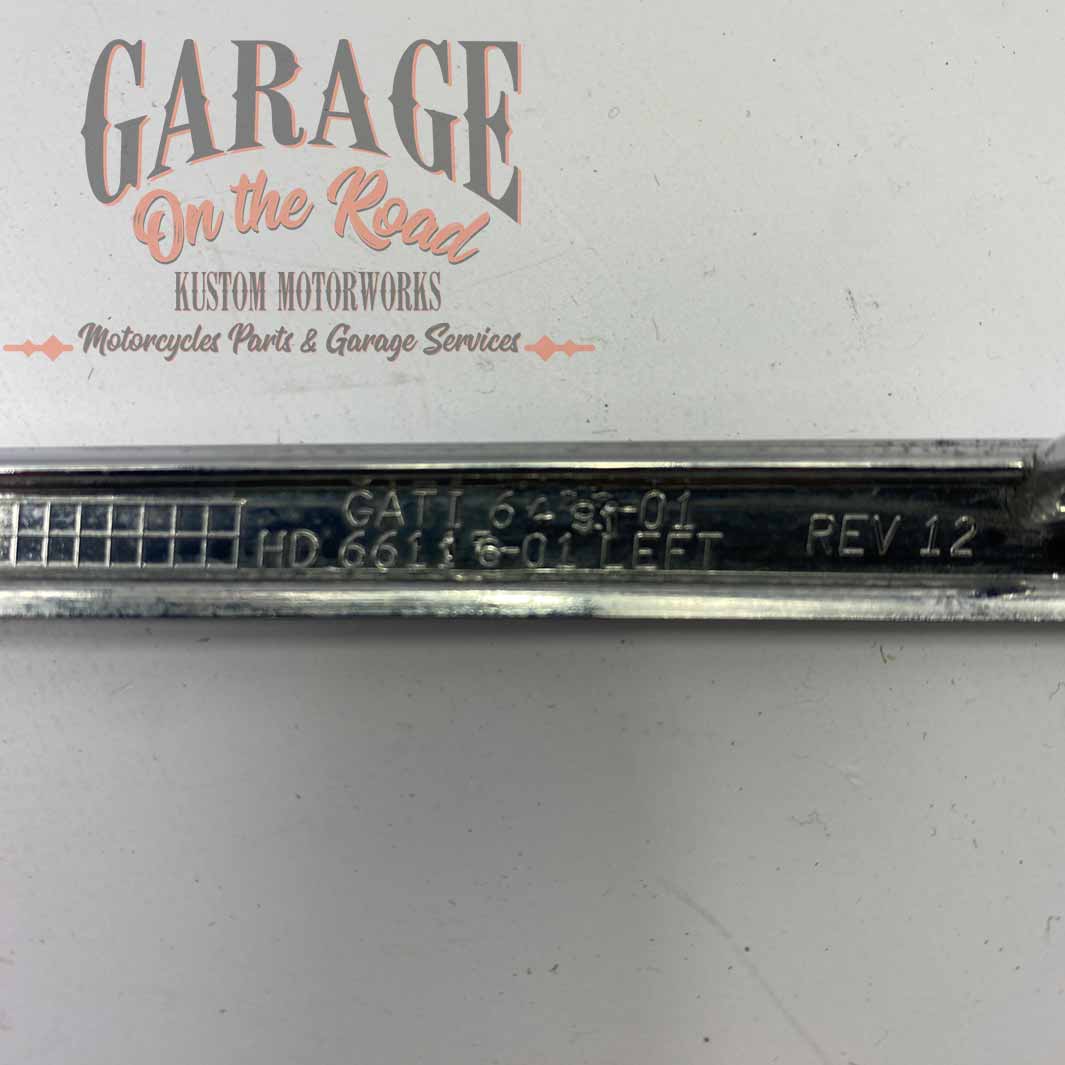 GARAGE
On the Road
KUSTOM MOTORWORKS
Motorcycles Parts & Garage Services
GATI
HD LEFT
REV 12